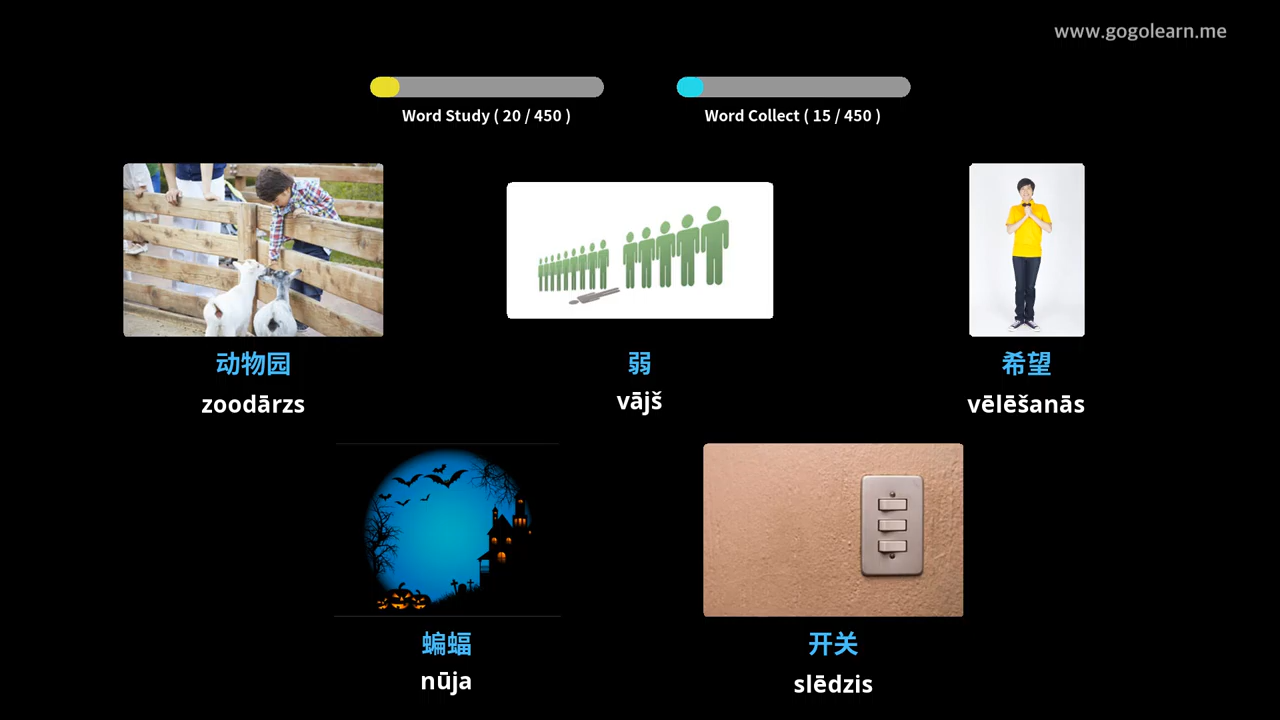 www.gogolearn.me
Word Study ( 20 / 450 )
Word Collect ( 15 / 450 )
动物园
zoodārzs
弱
vājš
希望
vēlēšanās
蝙蝠
nūja
开关
slēdzis